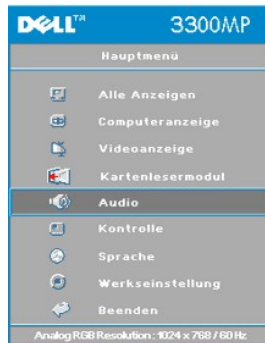 DELL™ 3300MP
Hauptmenü
Alle Anzeigen
Computeranzeige
Videoanzeige
Kartenlesermodul
Audio
Kontrolle
Sprache
Werkseinstellung
Beenden
Analog RGB Resolution: 1024 x 768 / 60 Hz